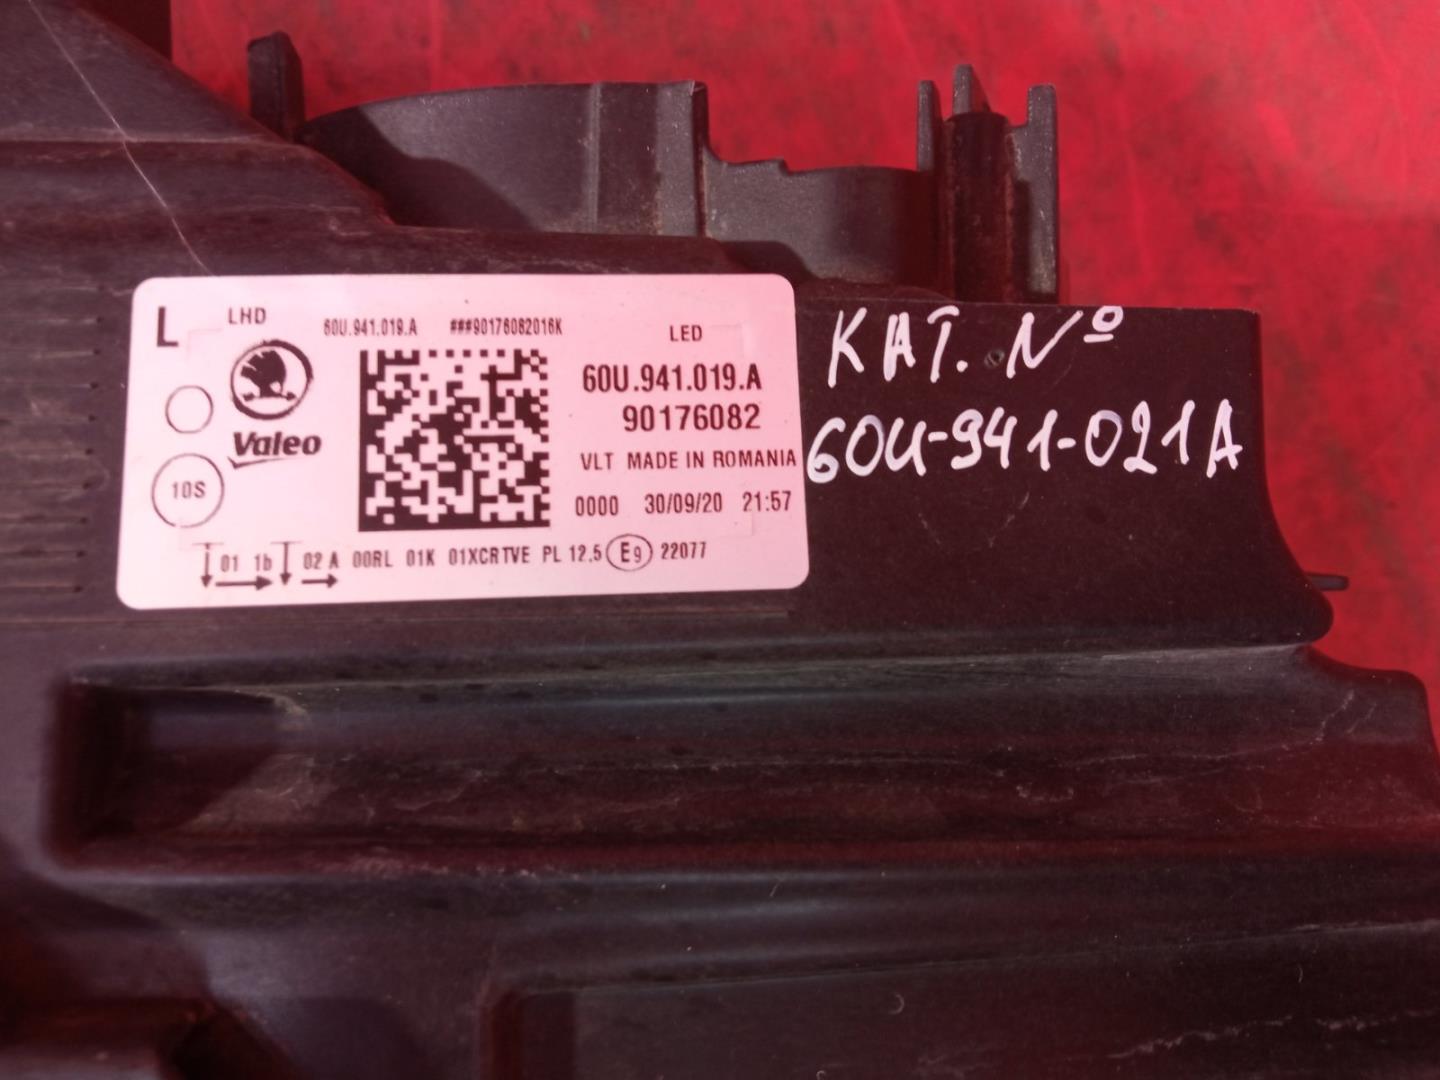 L LHD 60U.941.019.A ###90176082016K LED
60U.941.019.A
90176082
Valeo
VLT MADE IN ROMANIA
10S
0000 30/09/20 21:57
01 1b 02 A 00RL 01K 01XCRTVE PL 12,5 E9 22077
КАТ. Nº
60U-941-021A